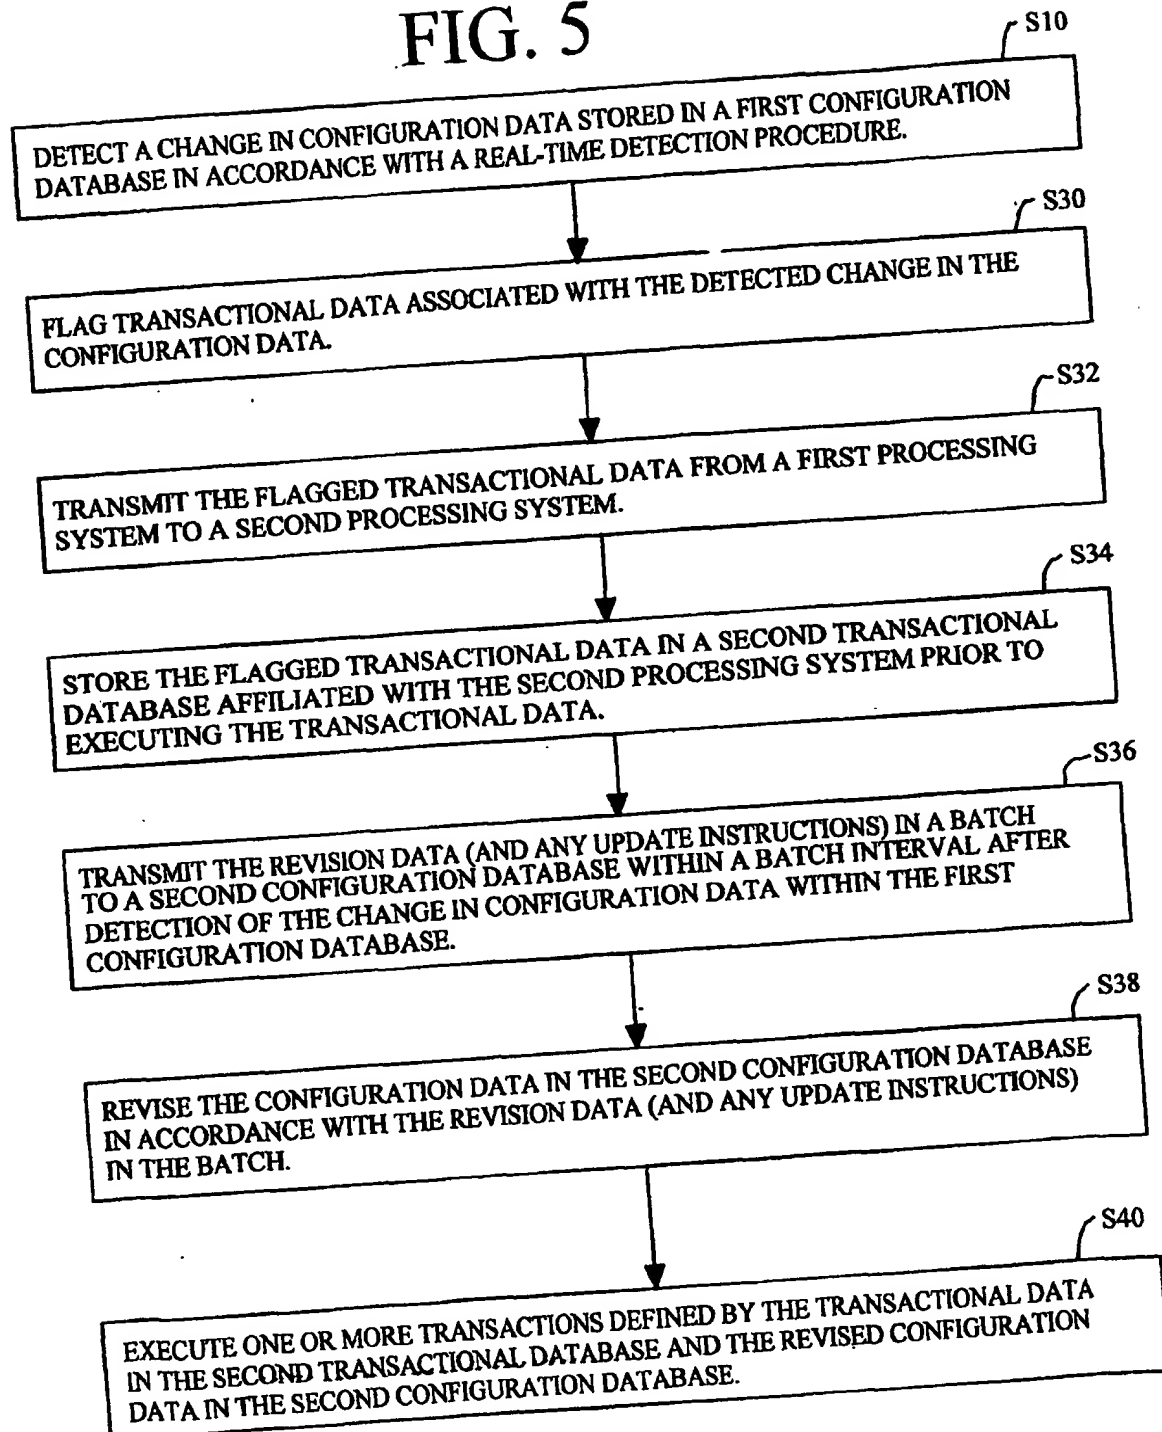 FIG. 5
S10
DETECT A CHANGE IN CONFIGURATION DATA STORED IN A FIRST CONFIGURATION
DATABASE IN ACCORDANCE WITH A REAL-TIME DETECTION PROCEDURE.
S30
FLAG TRANSACTIONAL DATA ASSOCIATED WITH THE DETECTED CHANGE IN THE
CONFIGURATION DATA.
S32
TRANSMIT THE FLAGGED TRANSACTIONAL DATA FROM A FIRST PROCESSING
SYSTEM TO A SECOND PROCESSING SYSTEM.
S34
STORE THE FLAGGED TRANSACTIONAL DATA IN A SECOND TRANSACTIONAL
DATABASE AFFILIATED WITH THE SECOND PROCESSING SYSTEM PRIOR TO
EXECUTING THE TRANSACTIONAL DATA.
S36
TRANSMIT THE REVISION DATA (AND ANY UPDATE INSTRUCTIONS) IN A BATCH
TO A SECOND CONFIGURATION DATABASE WITHIN A BATCH INTERVAL AFTER
DETECTION OF THE CHANGE IN CONFIGURATION DATA WITHIN THE FIRST
CONFIGURATION DATABASE.
S38
REVISE THE CONFIGURATION DATA IN THE SECOND CONFIGURATION DATABASE
IN ACCORDANCE WITH THE REVISION DATA (AND ANY UPDATE INSTRUCTIONS)
IN THE BATCH.
S40
EXECUTE ONE OR MORE TRANSACTIONS DEFINED BY THE TRANSACTIONAL DATA
IN THE SECOND TRANSACTIONAL DATABASE AND THE REVISED CONFIGURATION
DATA IN THE SECOND CONFIGURATION DATABASE.